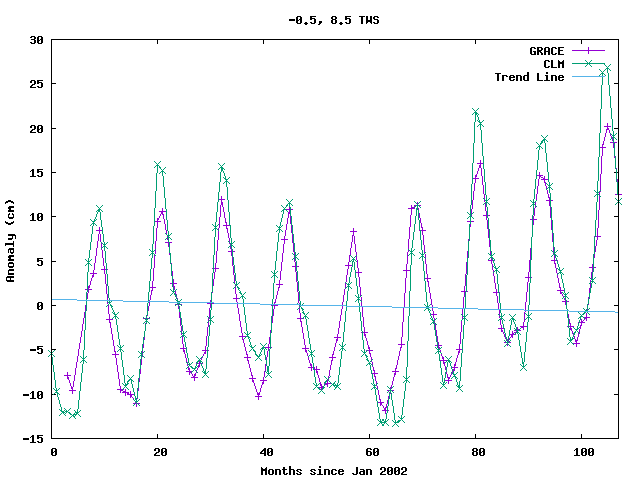 -0.5, 8.5 TWS
GRACE
CLM
Trend Line
30
25
20
15
10
5
0
-5
-10
-15
Anomaly (cm)
0 20 40 60 80 100
Months since Jan 2002